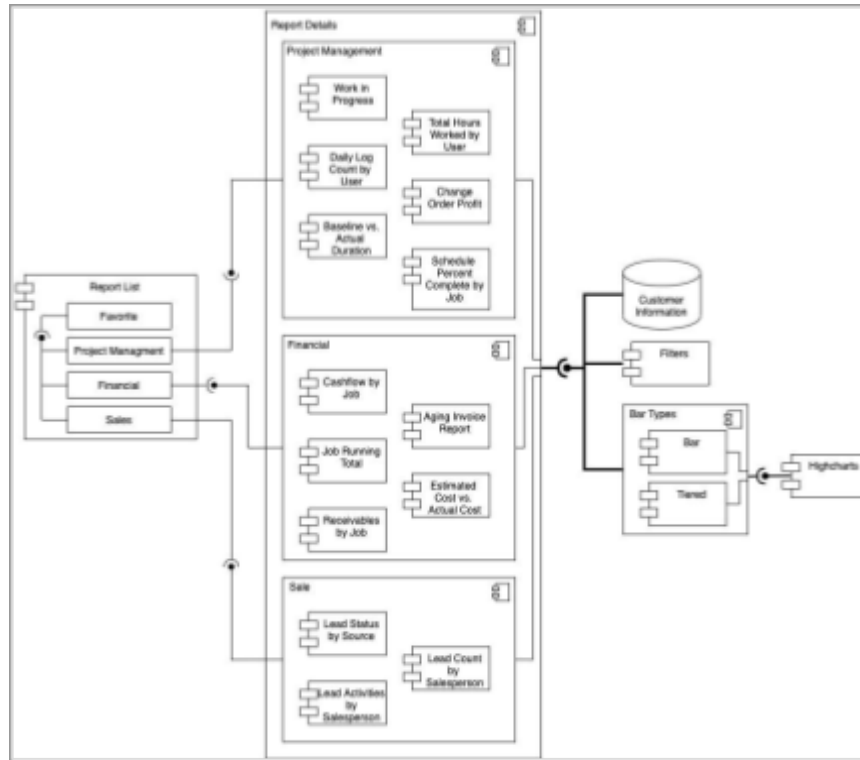 Report Details
Project Management
Work in
Progress
Total Hours
Worked by
User
Daily Log
Count by
User
Change
Order Profit
Baseline vs.
Actual
Duration
Schedule
Percent
Complete by
Job
Report List
Favorite
Project Managment
Financial
Sales
Financial
Cashflow by
Job
Aging Invoice
Report
Job Running
Total
Estimated
Cost vs.
Actual Cost
Receivables
by Job
Sale
Lead Status
by Source
Lead Count
by
Salesperson
Lead Activities
by
Salesperson
Customer
Information
Filters
Bar Types
Bar
Tiered
Highcharts